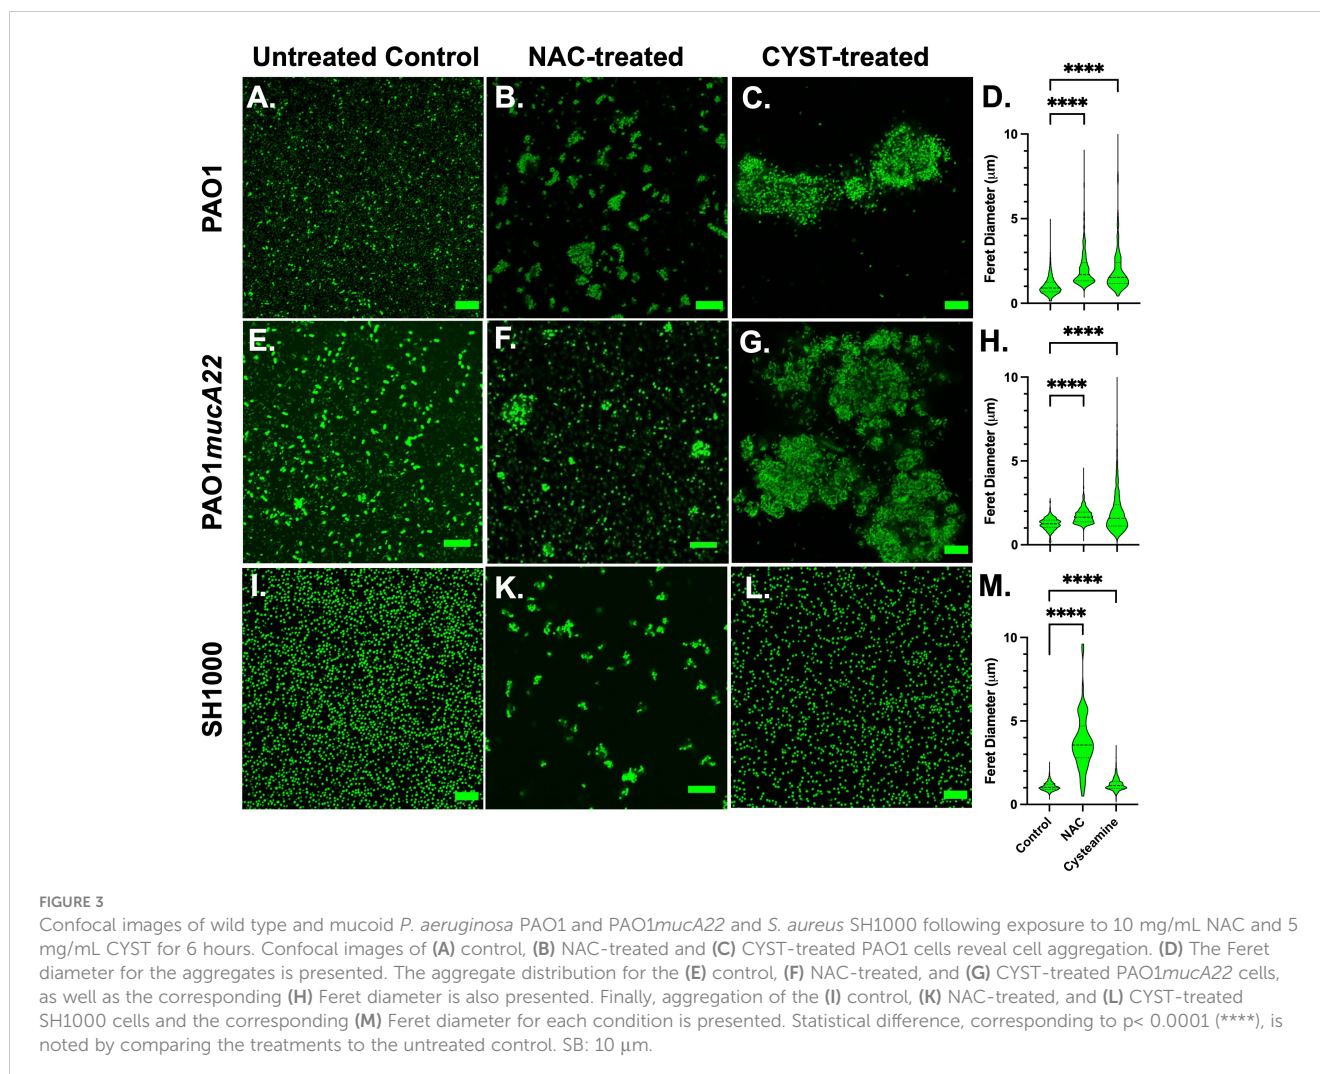 Untreated Control NAC-treated CYST-treated
A. B. C. D.
****
****
PAO1
10
5
0
Feret Diameter (μm)
E. F. G. H.
****
****
PAO1mucA22
10
5
0
Feret Diameter (μm)
I. K. L. M.
****
****
SH1000
10
5
0
Feret Diameter (μm)
Control NAC Cysteamine
FIGURE 3
Confocal images of wild type and mucoid P. aeruginosa PAO1 and PAO1mucA22 and S. aureus SH1000 following exposure to 10 mg/mL NAC and 5
mg/mL CYST for 6 hours. Confocal images of (A) control, (B) NAC-treated and (C) CYST-treated PAO1 cells reveal cell aggregation. (D) The Feret
diameter for the aggregates is presented. The aggregate distribution for the (E) control, (F) NAC-treated, and (G) CYST-treated PAO1mucA22 cells,
as well as the corresponding (H) Feret diameter is also presented. Finally, aggregation of the (I) control, (K) NAC-treated, and (L) CYST-treated
SH1000 cells and the corresponding (M) Feret diameter for each condition is presented. Statistical difference, corresponding to p< 0.0001 (****), is
noted by comparing the treatments to the untreated control. SB: 10 μm.